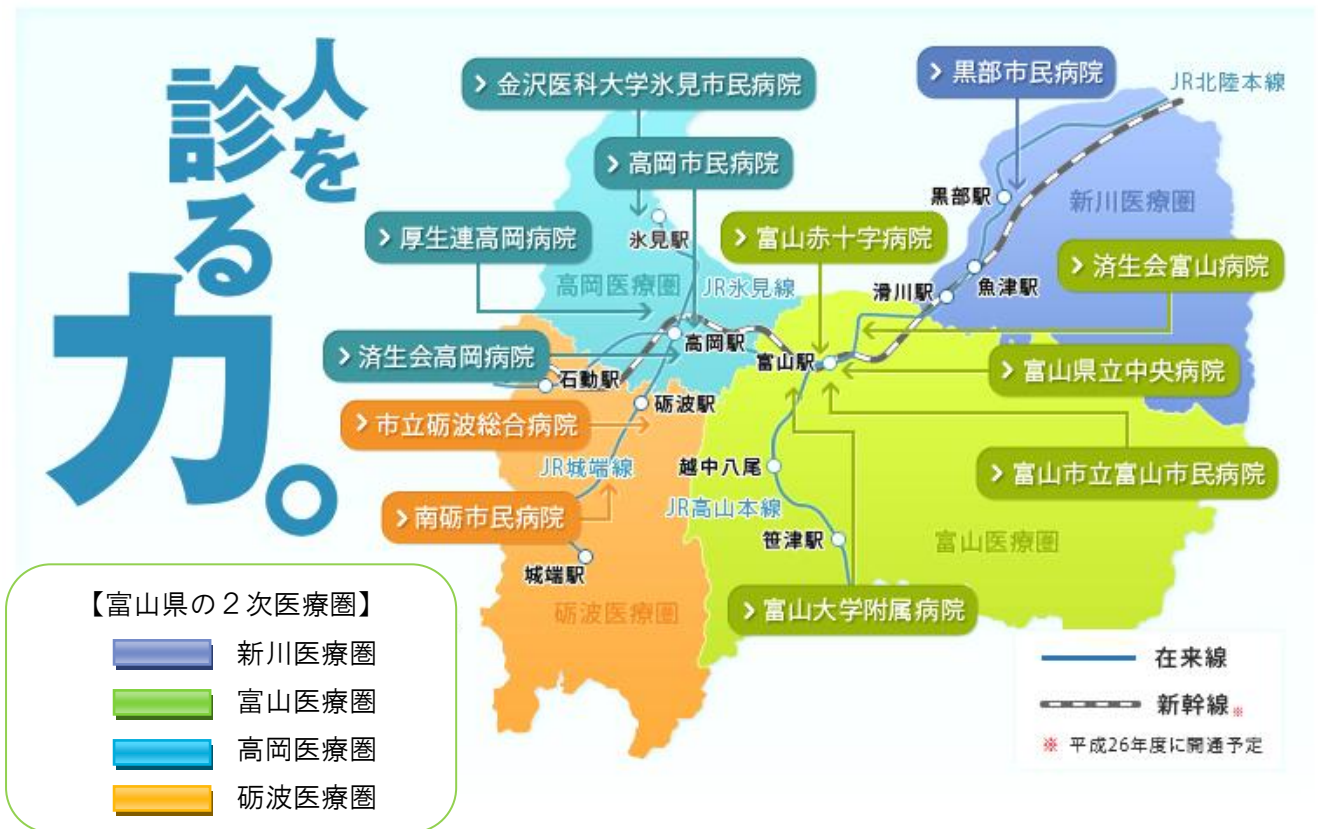 人を
診る
力。
> 金沢医科大学氷見市民病院
> 黒部市民病院
JR北陸本線
> 高岡市民病院
黒部駅
新川医療圏
> 厚生連高岡病院
氷見駅
> 富山赤十字病院
> 済生会富山病院
高岡医療圏
JR氷見線
滑川駅
魚津駅
> 済生会高岡病院
高岡駅
富山駅
> 富山県立中央病院
石動駅
砺波駅
> 市立砺波総合病院
JR城端線
越中八尾
> 富山市立富山市民病院
JR高山本線
> 南砺市民病院
笹津駅
富山医療圏
城端駅
砺波医療圏
> 富山大学附属病院
【富山県の2次医療圏】
新川医療圏
富山医療圏
高岡医療圏
砺波医療圏
在来線
新幹線※
※ 平成26年度に開通予定